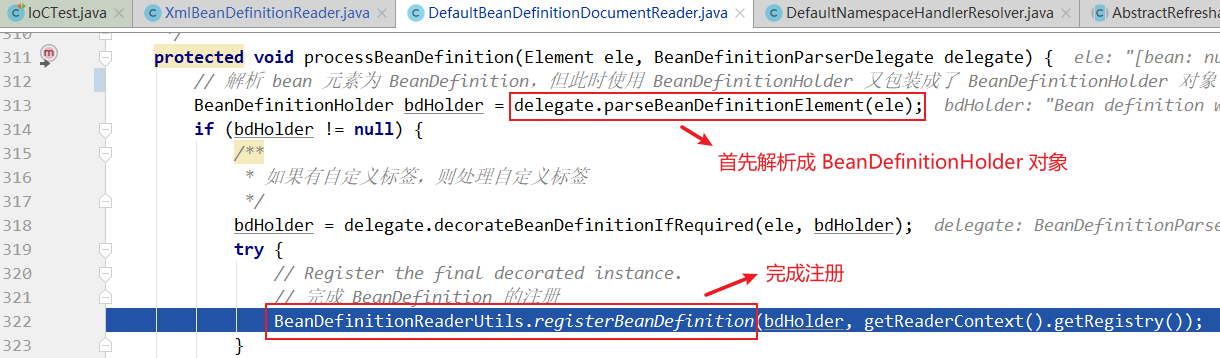 IoCTest.java × XmlBeanDefinitionReader.java × DefaultBeanDefinitionDocumentReader.java × DefaultNamespaceHandlerResolver.java × AbstractRefresha
310 */
311 protected void processBeanDefinition(Element ele, BeanDefinitionParserDelegate delegate) { ele: "[bean: nu
312 // 解析 bean 元素为 BeanDefinition，但此时使用 BeanDefinitionHolder 又包装成了 BeanDefinitionHolder 对象
313 BeanDefinitionHolder bdHolder = delegate.parseBeanDefinitionElement(ele); bdHolder: "Bean definition w
314 if (bdHolder != null) {
315 /**
首先解析成 BeanDefinitionHolder 对象
316 * 如果有自定义标签，则处理自定义标签
317 */
318 bdHolder = delegate.decorateBeanDefinitionIfRequired(ele, bdHolder); delegate: BeanDefinitionParse
319 try {
320 // Register the final decorated instance.
完成注册
321 // 完成 BeanDefinition 的注册
322 BeanDefinitionReaderUtils.registerBeanDefinition(bdHolder, getReaderContext().getRegistry());
323 }